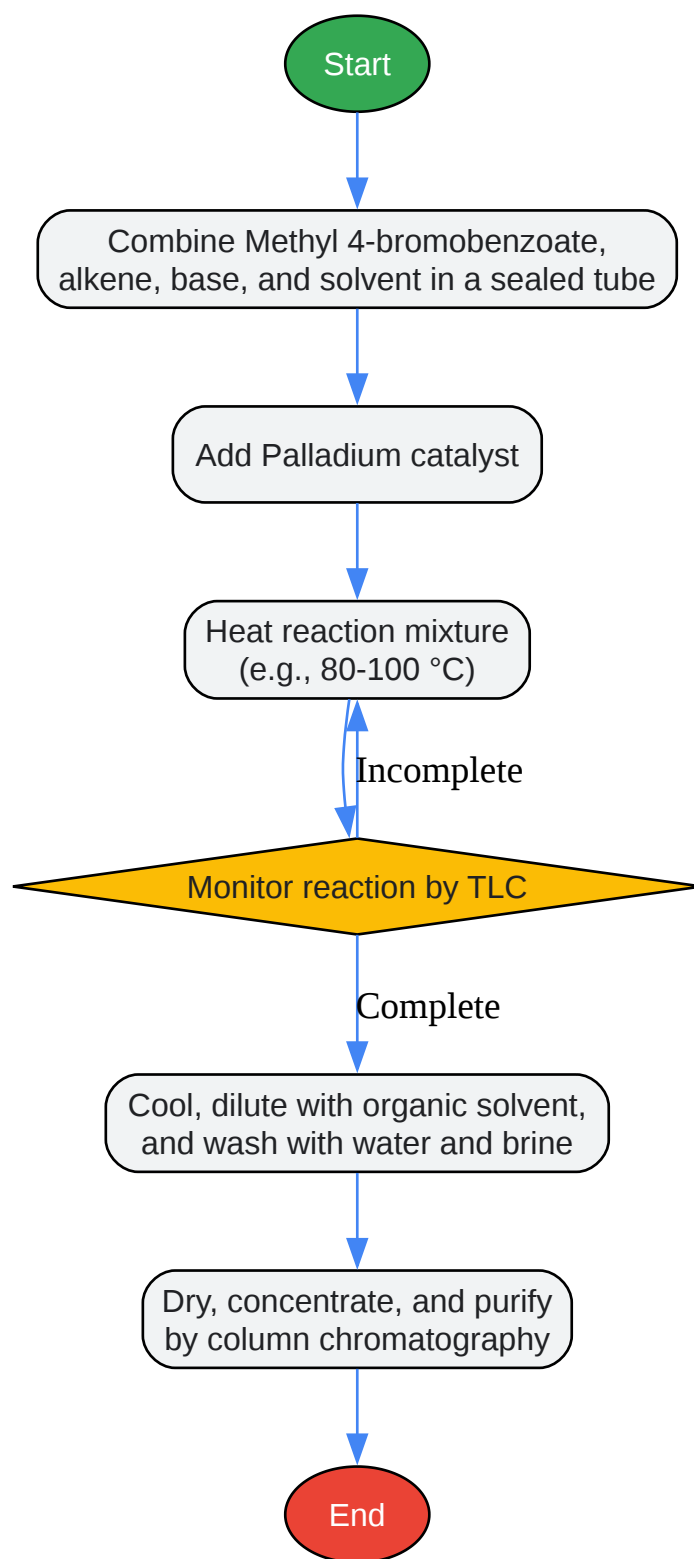 Start
Combine Methyl 4-bromobenzoate,
alkene, base, and solvent in a sealed tube
Add Palladium catalyst
Heat reaction mixture
(e.g., 80-100 °C)
Incomplete
Monitor reaction by TLC
Complete
Cool, dilute with organic solvent,
and wash with water and brine
Dry, concentrate, and purify
by column chromatography
End